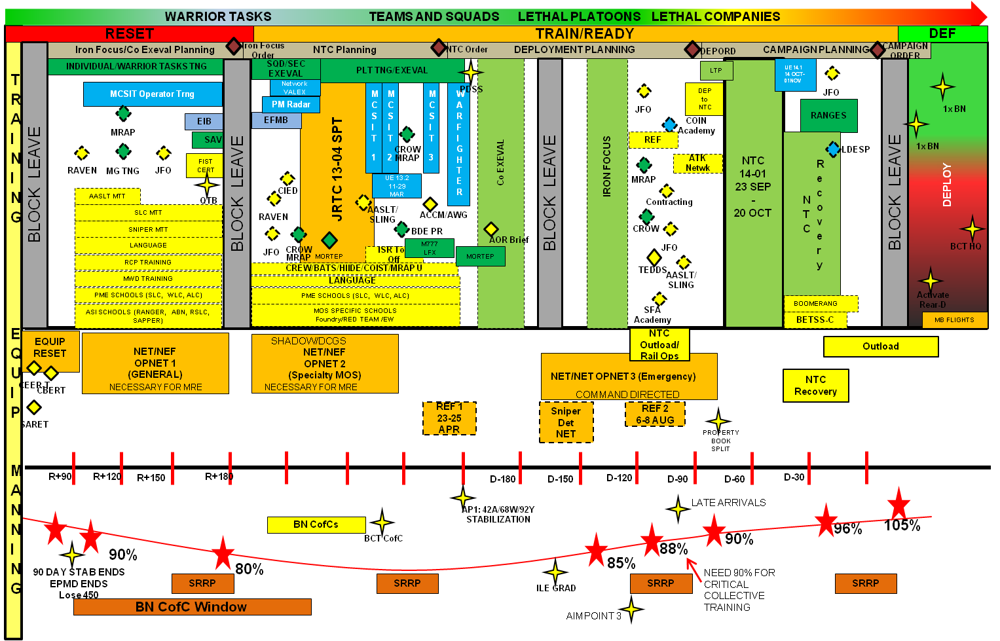 WARRIOR TASKS TEAMS AND SQUADS LETHAL PLATOONS LETHAL COMPANIES
RESET TRAIN/READY DEF
Iron Focus/Co Exeval Planning
Iron Focus
Order
NTC Planning
NTC Order
DEPLOYMENT PLANNING
DEPORD
CAMPAIGN PLANNING
CAMPAIGN
ORDER
TRAINING
BLOCK LEAVE
INDIVIDUAL/WARRIOR TASKS TNG
MCSIT Operator Trng
MRAP
EIB
SAV
RAVEN
MG TNG
JFO
FIST
CERT
QTB
AASLT MTT
SLC MTT
SNIPER MTT
LANGUAGE
RCP TRAINING
MWD TRAINING
PME SCHOOLS (SLC, WLC, ALC)
ASI SCHOOLS (RANGER, ABN, RSLC,
SAPPER)
BLOCK LEAVE
SQD/SEC
EXEVAL
PLT TNG/EXEVAL
Network
VALEX
PM Radar
EFMB
CIED
RAVEN
JFO
CROW
MRAP
JRTC 13-04 SPT
MORTEP
MCSIT 1
MCSIT 2
MCSIT 3
WARFIGHTER
CROW
MRAP
UE 13.2
11-29
MAR
AASLT/
SLING
ACCM/AWG
BDE PR
ISR To
Off
M777
LFX
MORTEP
CREW/BATS/HIIDE/COIST/MRAP U
LANGUAGE
PME SCHOOLS (SLC, WLC, ALC)
MOS SPECIFIC SCHOOLS
Foundry/RED TEAM /EW
PDSS
Co EXEVAL
AOR Brief
BLOCK LEAVE
IRON FOCUS
JFO
REF
MRAP
CROW
Contracting
JFO
TEDDS
AASLT/
SLING
SFA
Academy
LTP
DEP
to
NTC
COIN
Academy
ATK
Netwk
NTC
14-01
23 SEP
-
20 OCT
UE 14.1
14 OCT-
01NOV
JFO
RANGES
LDESP
NTC
Recovery
BOOMERANG
BETSS-C
BLOCK LEAVE
1x BN
1x BN
DEPLOY
BCT HQ
Activate
Rear-D
MB FLIGHTS
EQUIP
EQUIP
RESET
CEERT
CBERT
SARET
NET/NEF
OPNET 1
(GENERAL)
NECESSARY FOR MRE
SHADOW/DCGS
NET/NEF
OPNET 2
(Specialty MOS)
NECESSARY FOR MRE
NTC
Outload/
Rail Ops
NET/NET OPNET 3 (Emergency)
COMMAND DIRECTED
Outload
NTC
Recovery
REF 1
23-25
APR
Sniper
Det
NET
REF 2
6-8 AUG
PROPERTY
BOOK
SPLIT
MANNING
R+90 R+120 R+150 R+180 D-180 D-150 D-120 D-90 D-60 D-30
AP1: 42A/68W/92Y
STABILIZATION
LATE ARRIVALS
BN CofCs
BCT CofC
90% 80% 85% 88% 90% 96% 105%
90 DAY STAB ENDS
EPMD ENDS
Lose 450
SRRP SRRP SRRP SRRP
ILE GRAD
NEED 90% FOR
CRITICAL
COLLECTIVE
TRAINING
BN CofC Window
AIMPOINT 3